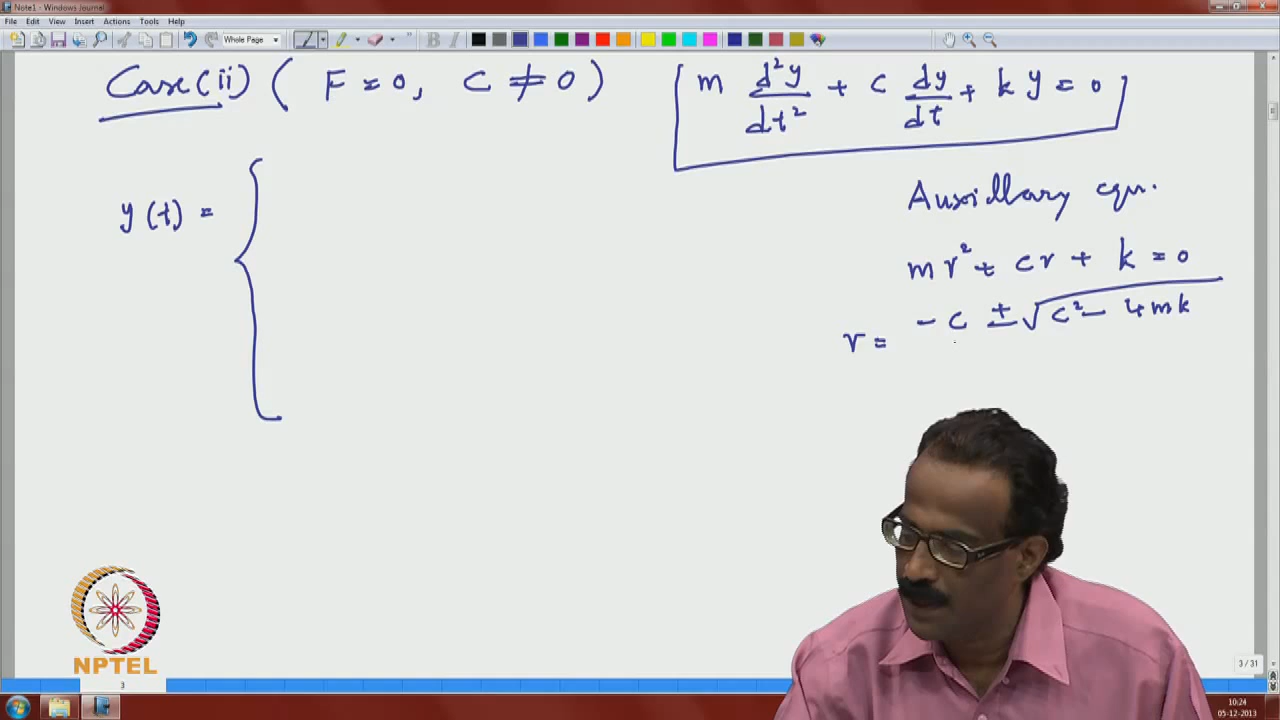 Note1 - Windows Journal
File Edit View Insert Actions Tools Help
Whole Page
Case(ii) ( F = 0, C ≠ 0 ) [ m d²y/dt² + c dy/dt + k y = 0 ]
Auxillary eqn.
y(t) = {
m r² + c r + k = 0
r = - c ± √c² - 4mk
NPTEL
3 / 31
3
10:24
05-12-2013